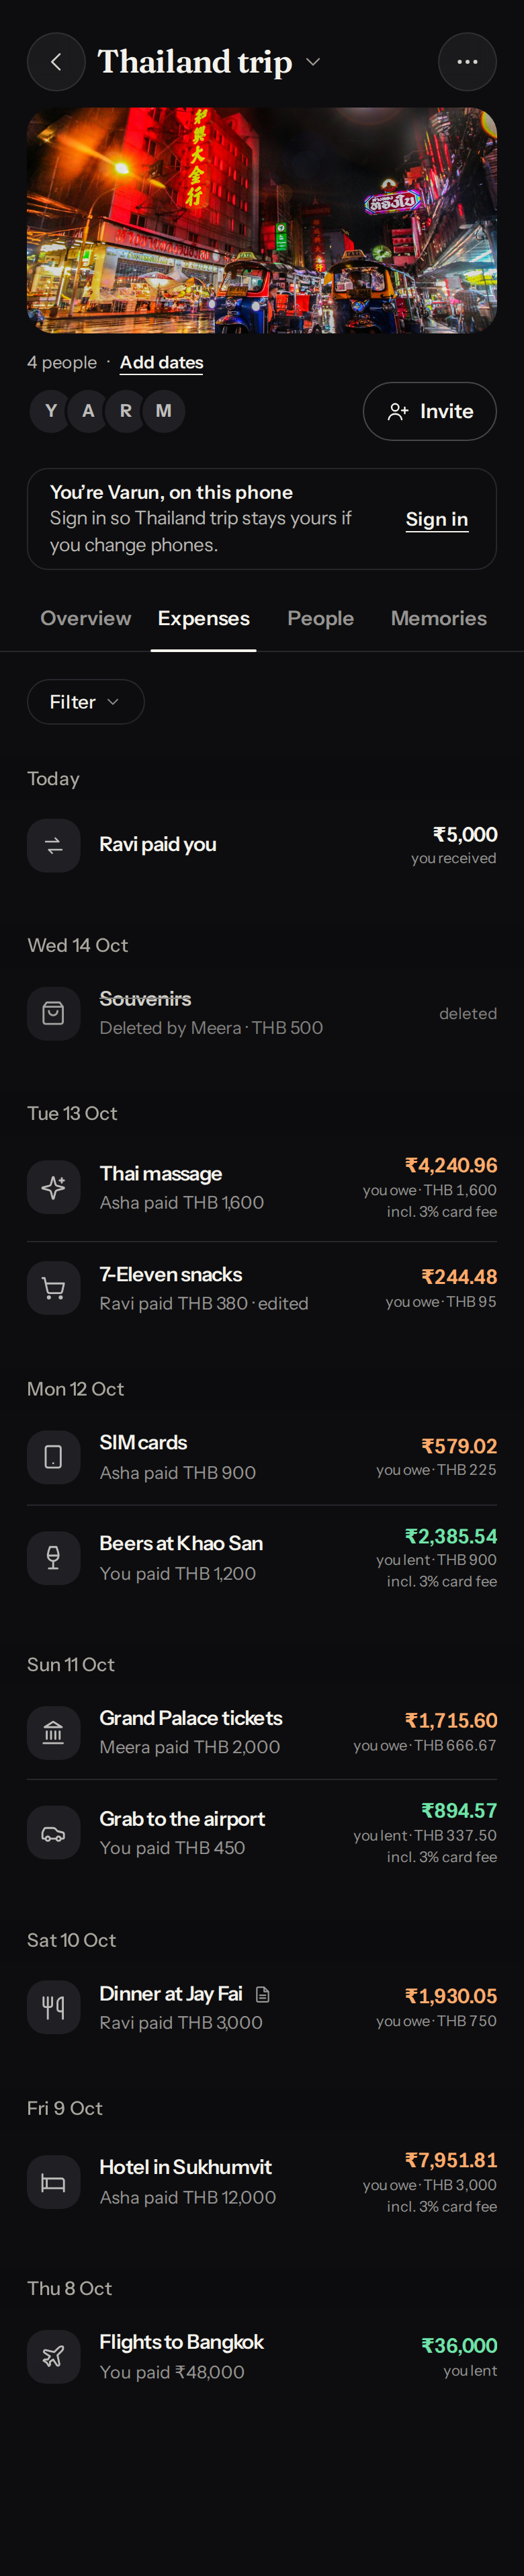 Thailand trip
和興大金行
ห้องโบ
4 people · Add dates
Y A R M
Invite
You’re Varun, on this phone
Sign in so Thailand trip stays yours if
you change phones.
Sign in
Overview Expenses People Memories
Filter
Today
Ravi paid you
₹5,000
you received
Wed 14 Oct
Souvenirs
Deleted by Meera · THB 500
deleted
Tue 13 Oct
Thai massage
Asha paid THB 1,600
₹4,240.96
you owe · THB 1,600
incl. 3% card fee
7-Eleven snacks
Ravi paid THB 380 · edited
₹244.48
you owe · THB 95
Mon 12 Oct
SIM cards
Asha paid THB 900
₹579.02
you owe · THB 225
Beers at Khao San
You paid THB 1,200
₹2,385.54
you lent · THB 900
incl. 3% card fee
Sun 11 Oct
Grand Palace tickets
Meera paid THB 2,000
₹1,715.60
you owe · THB 666.67
Grab to the airport
You paid THB 450
₹894.57
you lent · THB 337.50
incl. 3% card fee
Sat 10 Oct
Dinner at Jay Fai
Ravi paid THB 3,000
₹1,930.05
you owe · THB 750
Fri 9 Oct
Hotel in Sukhumvit
Asha paid THB 12,000
₹7,951.81
you owe · THB 3,000
incl. 3% card fee
Thu 8 Oct
Flights to Bangkok
You paid ₹48,000
₹36,000
you lent